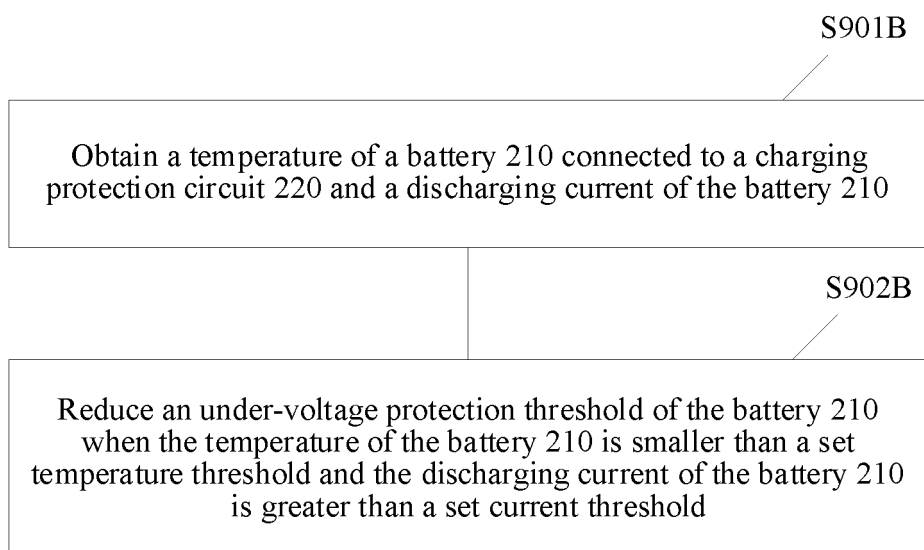 S901B
Obtain a temperature of a battery 210 connected to a charging
protection circuit 220 and a discharging current of the battery 210
S902B
Reduce an under-voltage protection threshold of the battery 210
when the temperature of the battery 210 is smaller than a set
temperature threshold and the discharging current of the battery 210
is greater than a set current threshold